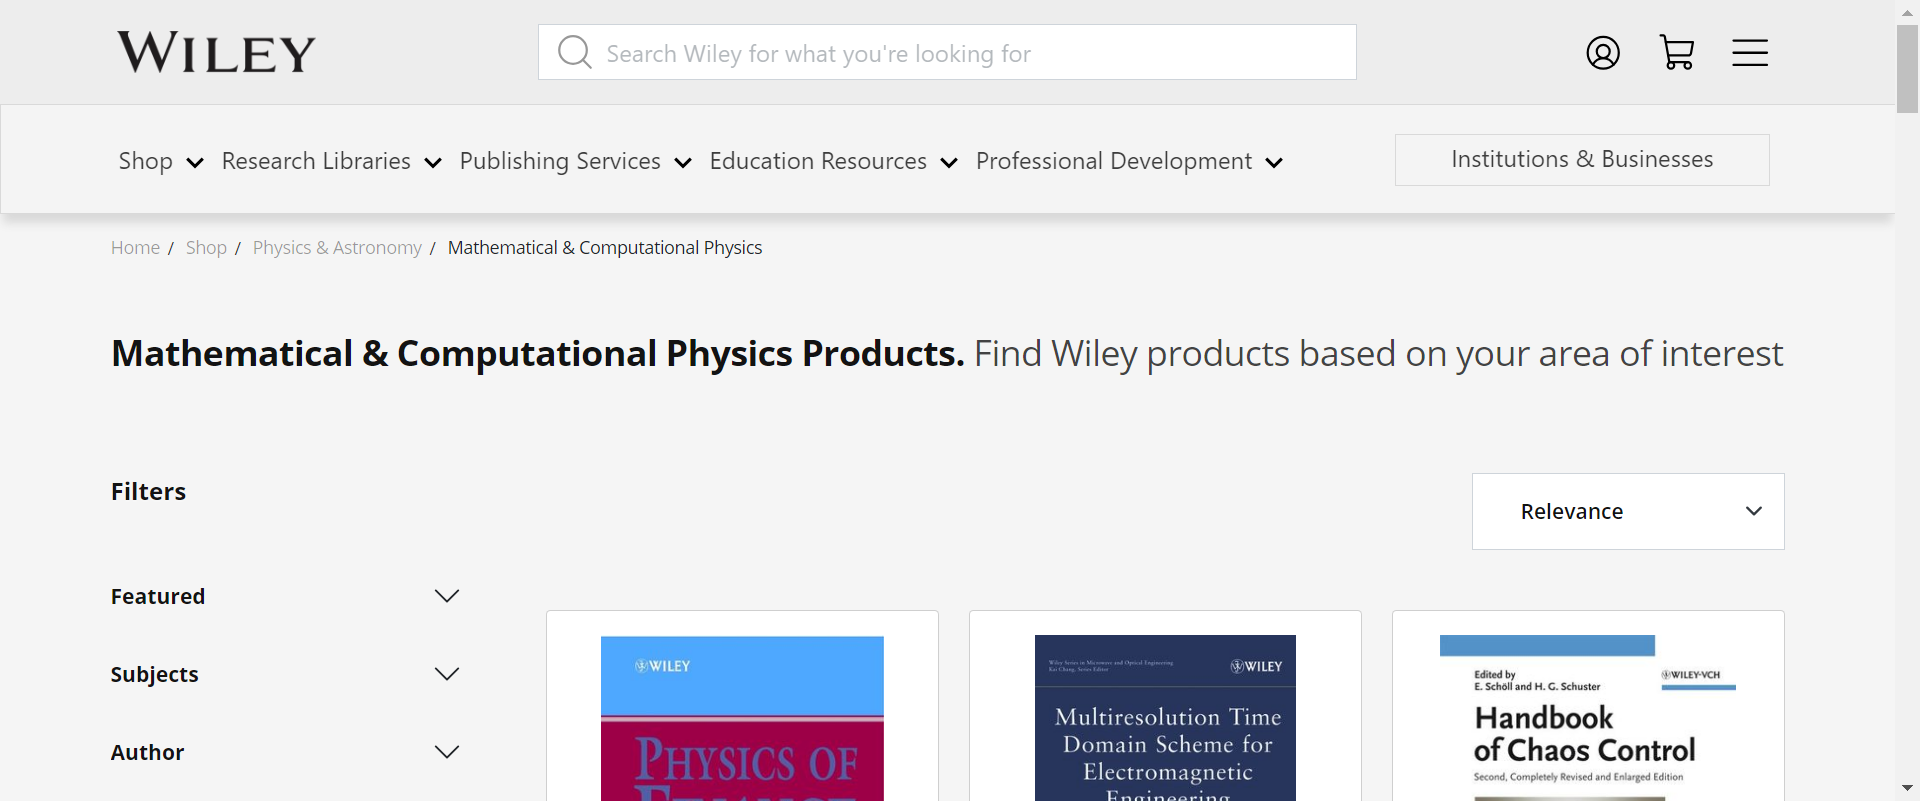 WILEY
Search Wiley for what you're looking for
Shop Research Libraries Publishing Services Education Resources Professional Development Institutions & Businesses
Home / Shop / Physics & Astronomy / Mathematical & Computational Physics
Mathematical & Computational Physics Products. Find Wiley products based on your area of interest
Filters
Relevance
Featured
Subjects
Author
WILEY
PHYSICS OF
FINANCE
Wiley Series in Microwave and Optical Engineering
Kai Chang, Series Editor
WILEY
Multiresolution Time
Domain Scheme for
Electromagnetic
Engineering
Edited by
E. Schöll and H. G. Schuster
WILEY-VCH
Handbook
of Chaos Control
Second, Completely Revised and Enlarged Edition